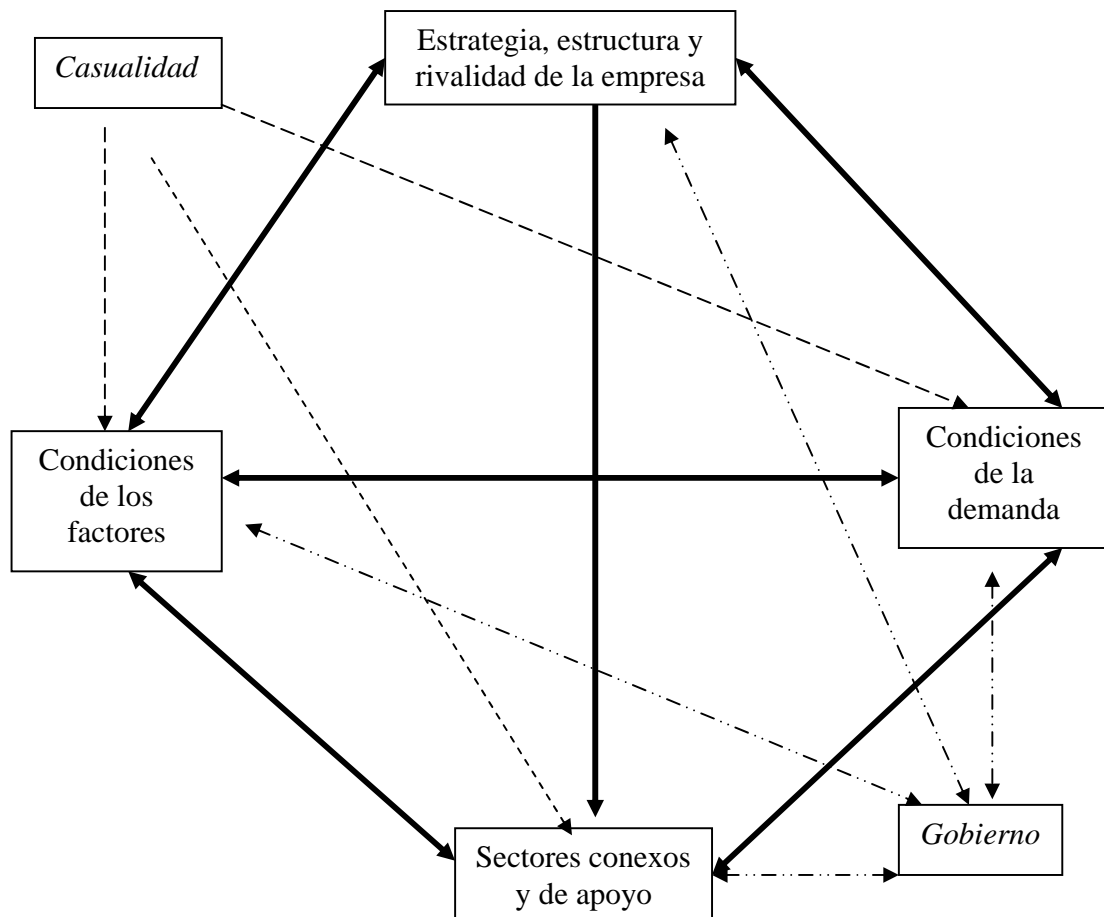 Estrategia, estructura y
rivalidad de la empresa
Casualidad
Condiciones
de los
factores
Condiciones
de la
demanda
Gobierno
Sectores conexos
y de apoyo